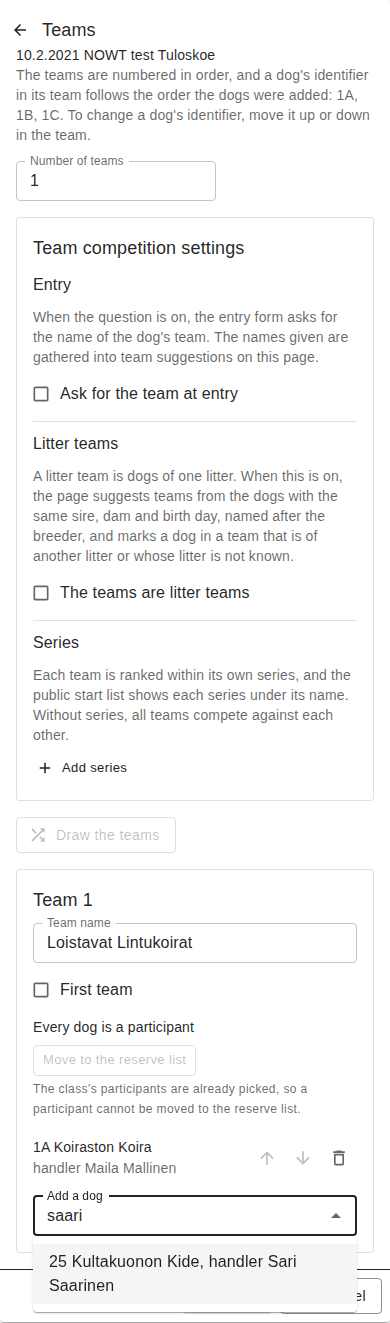 Teams
10.2.2021 NOWT test Tuloskoe
The teams are numbered in order, and a dog's identifier
in its team follows the order the dogs were added: 1A,
1B, 1C. To change a dog's identifier, move it up or down
in the team.
Number of teams
1
Team competition settings
Entry
When the question is on, the entry form asks for
the name of the dog's team. The names given are
gathered into team suggestions on this page.
Ask for the team at entry
Litter teams
A litter team is dogs of one litter. When this is on,
the page suggests teams from the dogs with the
same sire, dam and birth day, named after the
breeder, and marks a dog in a team that is of
another litter or whose litter is not known.
The teams are litter teams
Series
Each team is ranked within its own series, and the
public start list shows each series under its name.
Without series, all teams compete against each
other.
Add series
Draw the teams
Team 1
Team name
Loistavat Lintukoirat
First team
Every dog is a participant
Move to the reserve list
The class's participants are already picked, so a
participant cannot be moved to the reserve list.
1A Koiraston Koira
handler Maila Mallinen
Add a dog
saari
25 Kultakuonon Kide, handler Sari
Saarinen
el